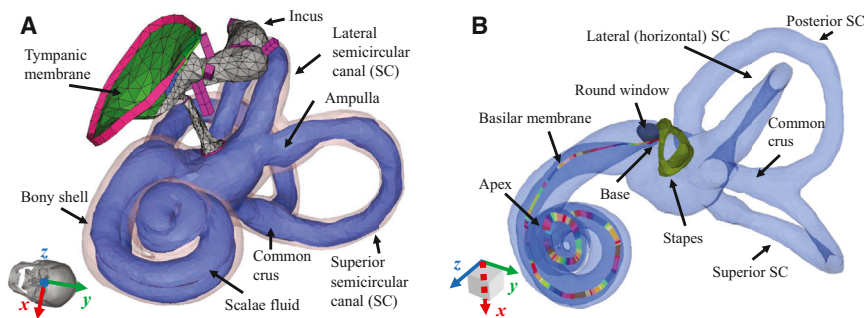 A
Incus
Lateral
semicircular
canal (SC)
Tympanic
membrane
Ampulla
Bony shell
Common
crus
Superior
semicircular
canal (SC)
Scalae fluid
z
y
x
B
Posterior SC
Lateral (horizontal) SC
Round window
Basilar membrane
Common
crus
Base
Apex
Stapes
Superior SC
z
y
x